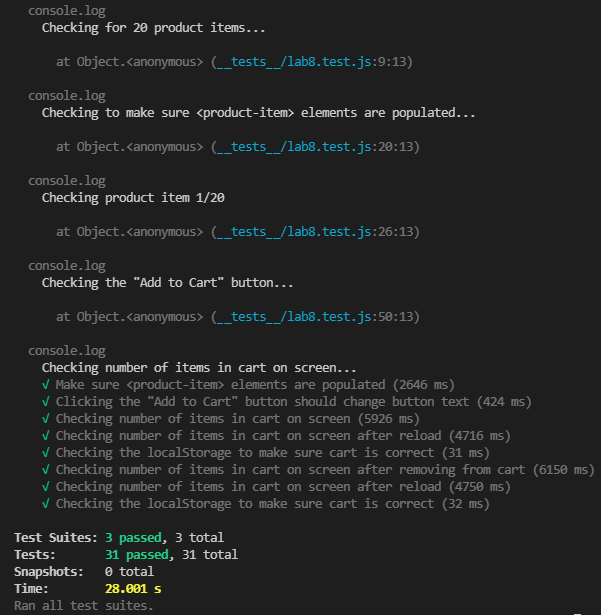 console.log
Checking for 20 product items...
at Object.<anonymous> (__tests__/lab8.test.js:9:13)
console.log
Checking to make sure <product-item> elements are populated...
at Object.<anonymous> (__tests__/lab8.test.js:20:13)
console.log
Checking product item 1/20
at Object.<anonymous> (__tests__/lab8.test.js:26:13)
console.log
Checking the "Add to Cart" button...
at Object.<anonymous> (__tests__/lab8.test.js:50:13)
console.log
Checking number of items in cart on screen...
√ Make sure <product-item> elements are populated (2646 ms)
√ Clicking the "Add to Cart" button should change button text (424 ms)
√ Checking number of items in cart on screen (5926 ms)
√ Checking number of items in cart on screen after reload (4716 ms)
√ Checking the localStorage to make sure cart is correct (31 ms)
√ Checking number of items in cart on screen after removing from cart (6150 ms)
√ Checking number of items in cart on screen after reload (4750 ms)
√ Checking the localStorage to make sure cart is correct (32 ms)
Test Suites: 3 passed, 3 total
Tests: 31 passed, 31 total
Snapshots: 0 total
Time: 28.001 s
Ran all test suites.